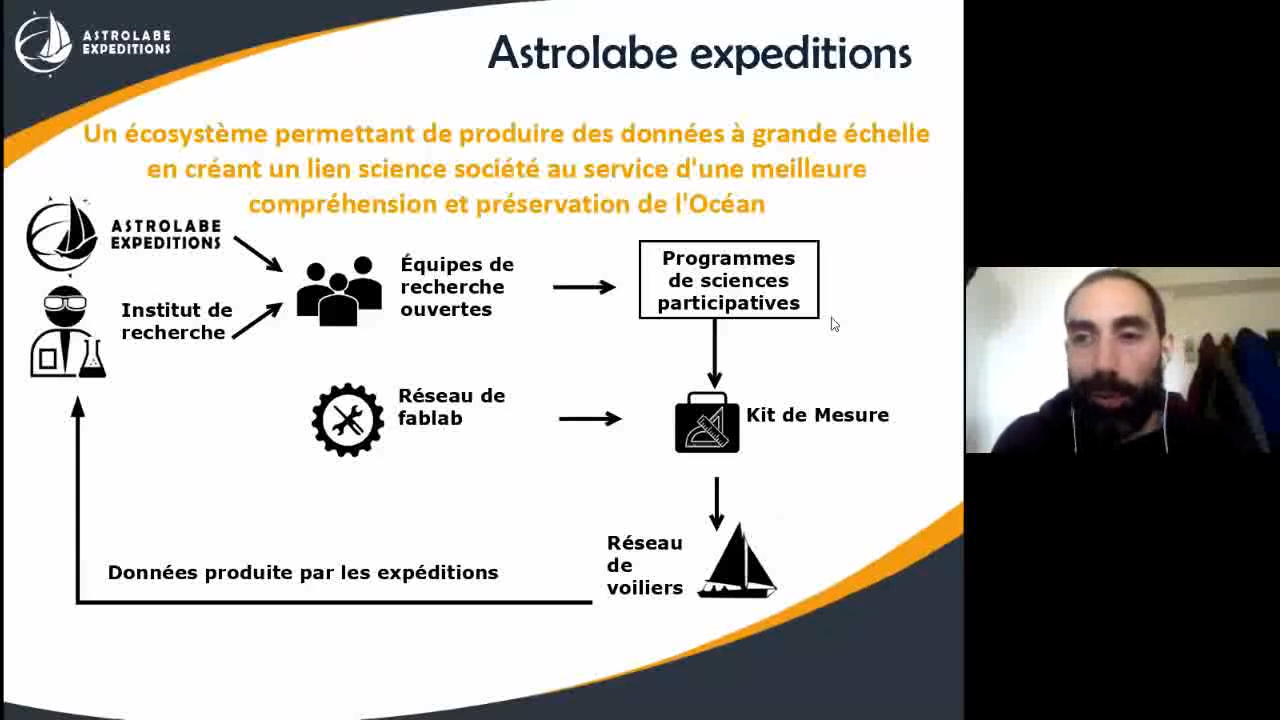 ASTROLABE
EXPEDITIONS
Astrolabe expeditions
Un écosystème permettant de produire des données à grande échelle
en créant un lien science société au service d'une meilleure
compréhension et préservation de l'Océan
ASTROLABE
EXPEDITIONS
Institut de
recherche
Équipes de
recherche
ouvertes
Programmes
de sciences
participatives
Réseau de
fablab
Kit de Mesure
Réseau
de
voiliers
Données produite par les expéditions